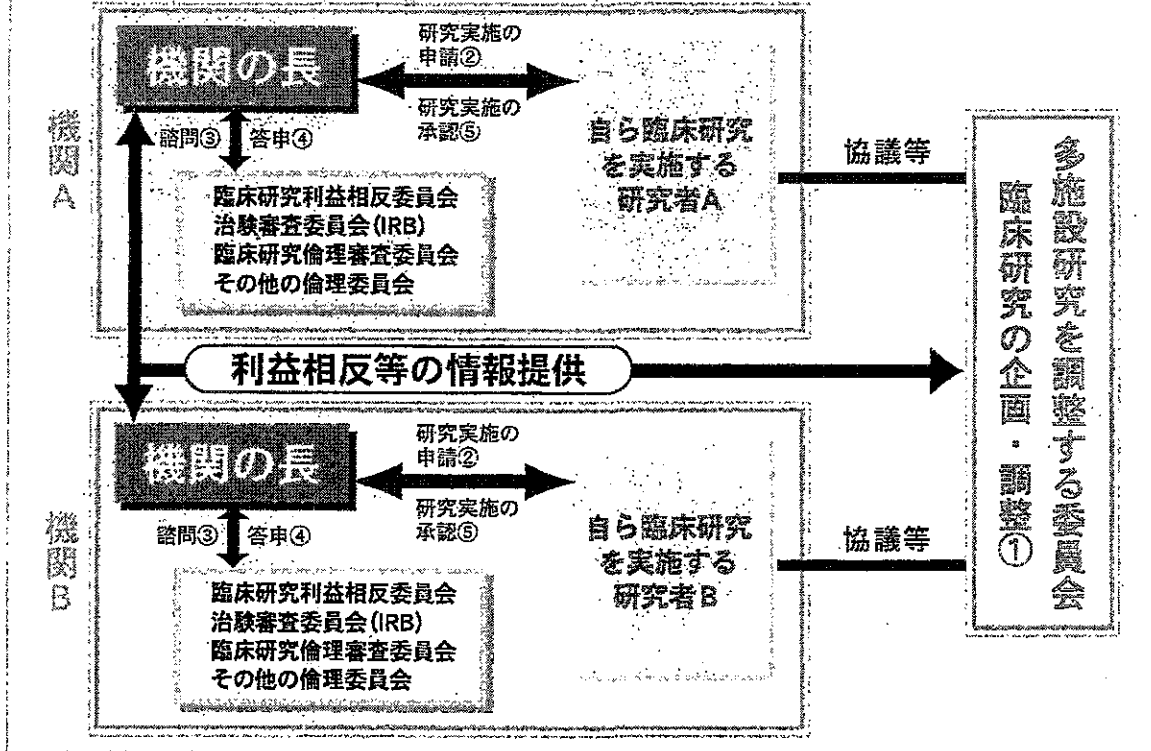 機関A
機関の長
研究実施の
申請②
研究実施の
承認⑤
諮問③
答申④
臨床研究利益相反委員会
治験審査委員会(IRB)
臨床研究倫理審査委員会
その他の倫理委員会
自ら臨床研究
を実施する
研究者A
協議等
利益相反等の情報提供
機関B
機関の長
研究実施の
申請②
研究実施の
承認⑤
諮問③
答申④
臨床研究利益相反委員会
治験審査委員会(IRB)
臨床研究倫理審査委員会
その他の倫理委員会
自ら臨床研究
を実施する
研究者B
協議等
多施設研究を調整する委員会
臨床研究の企画・調整①